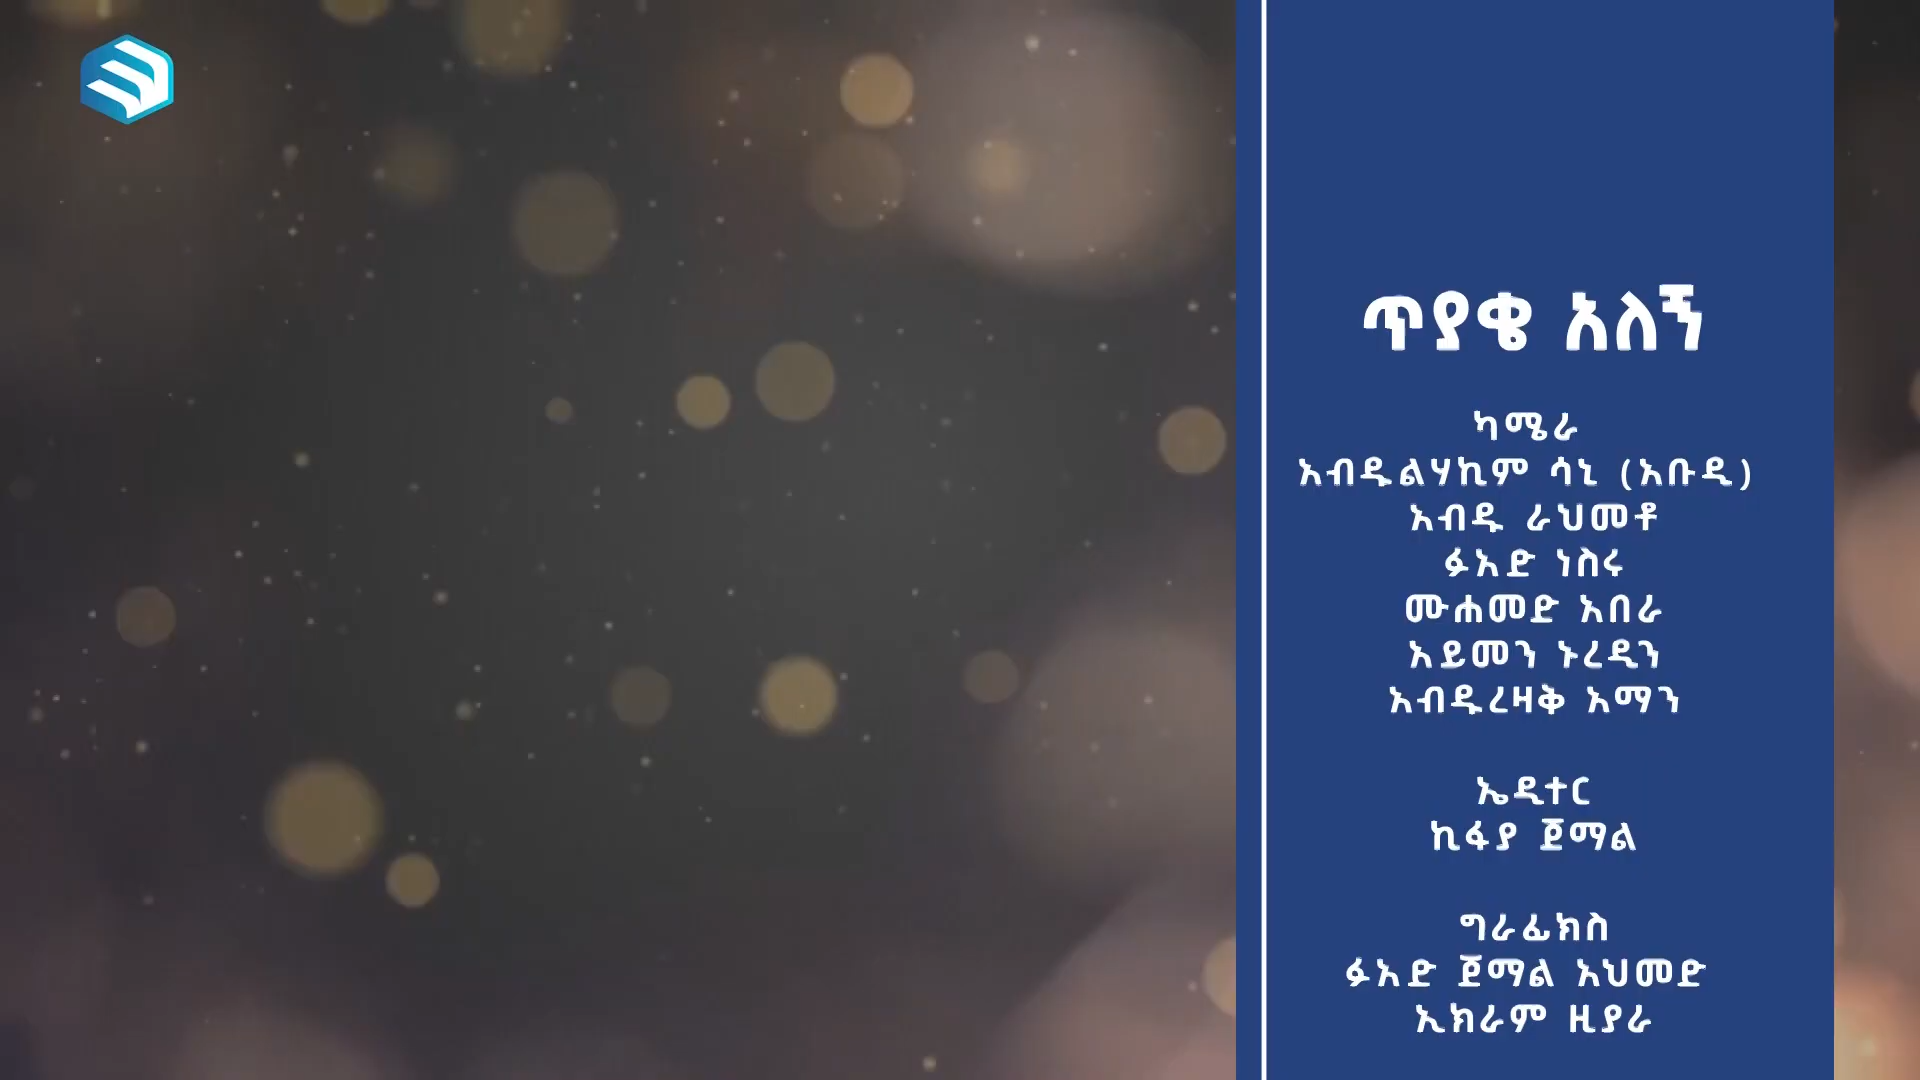 ጥያቄ አለኝ
ካሜራ
አብዱልሃኪም ሳኒ (አቡዲ)
አብዱ ራህመቶ
ፉአድ ነስሩ
ሙሐመድ አበራ
አይመን ኑረዲን
አብዱረዛቅ አማን
ኤዲተር
ኪፋያ ጀማል
ግራፊክስ
ፉአድ ጀማል አህመድ
ኢክራም ዚያራ